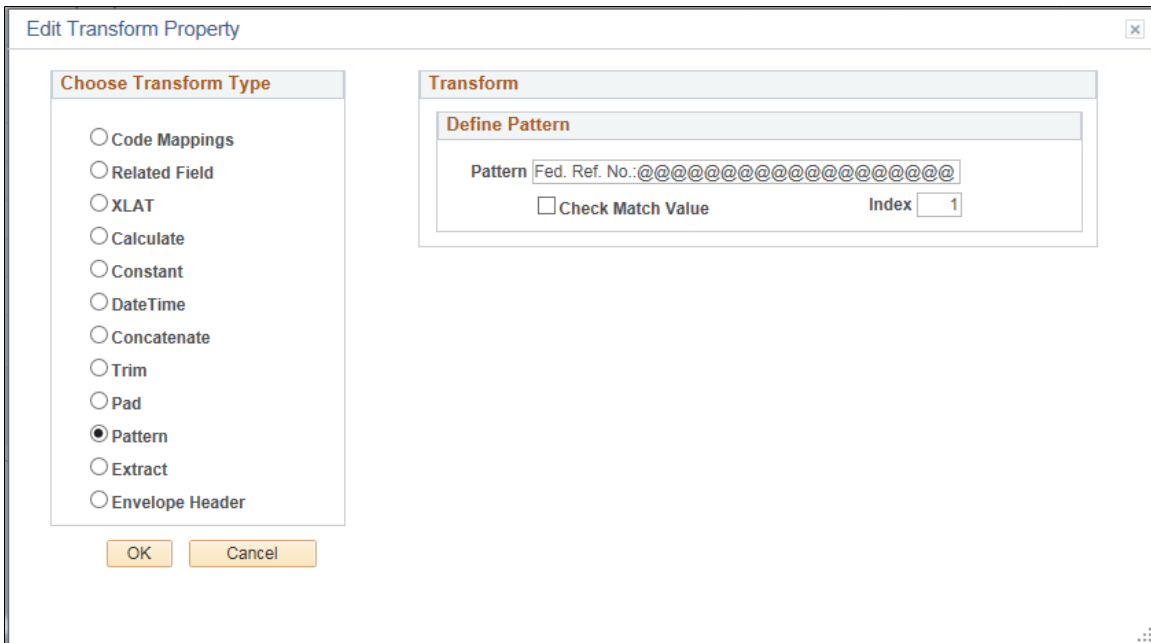 Edit Transform Property
Choose Transform Type
Code Mappings
Related Field
XLAT
Calculate
Constant
DateTime
Concatenate
Trim
Pad
Pattern
Extract
Envelope Header
OK Cancel
Transform
Define Pattern
Pattern Fed. Ref. No.:@@@@@@@@@@@@@@@@@@@
Check Match Value Index 1